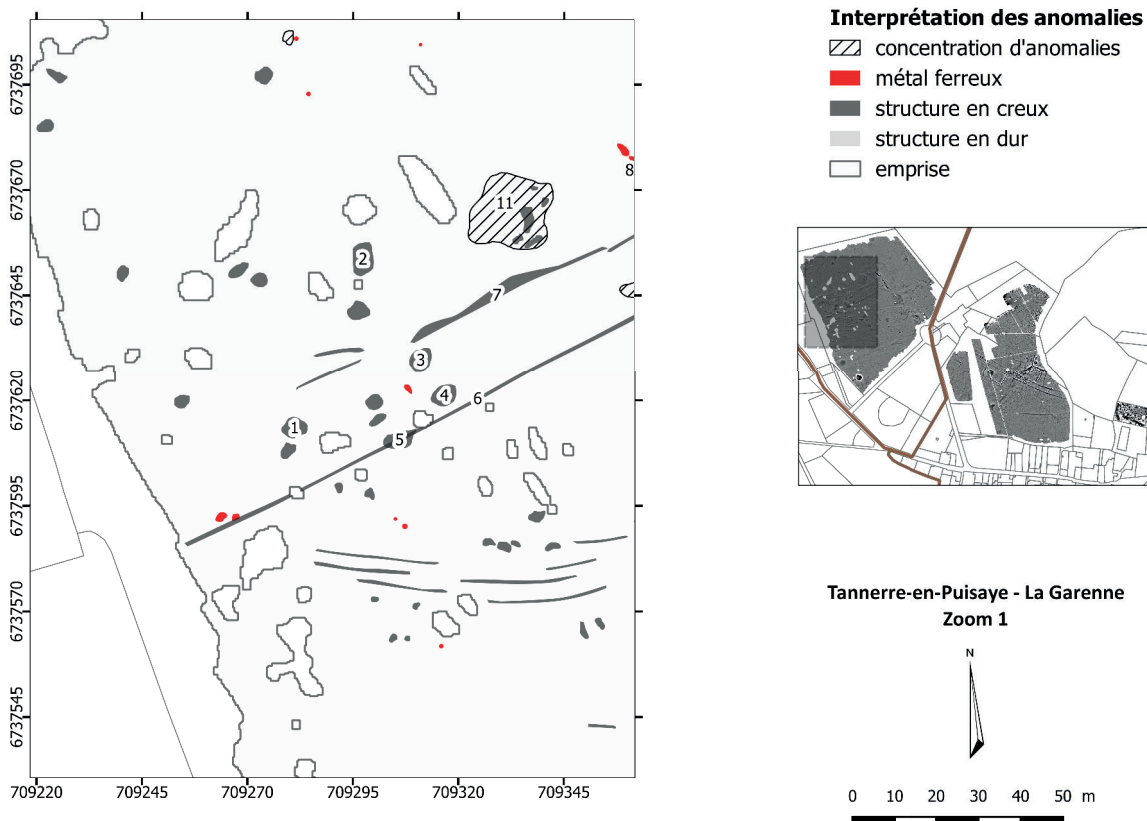 Interprétation des anomalies
concentration d'anomalies
métal ferreux
structure en creux
structure en dur
emprise
6737695
6737670
6737645
6737620
6737595
6737570
6737545
8
11
2
7
3
4
6
1
5
709220
709245
709270
709295
709320
709345
Tannerre-en-Puisaye - La Garenne
Zoom 1
N
0 10 20 30 40 50 m